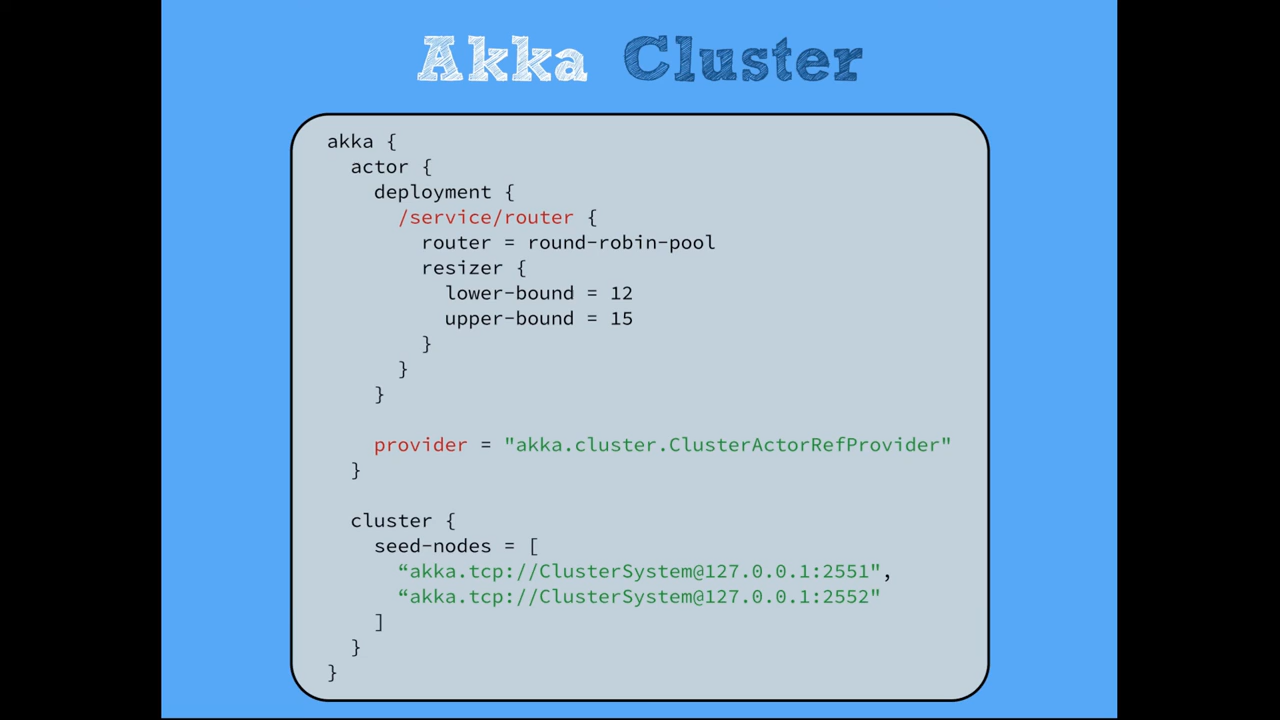 Akka Cluster
akka {
  actor {
    deployment {
      /service/router {
        router = round-robin-pool
        resizer {
          lower-bound = 12
          upper-bound = 15
        }
      }
    }
    provider = "akka.cluster.ClusterActorRefProvider"
  }
  cluster {
    seed-nodes = [
      “akka.tcp://ClusterSystem@127.0.0.1:2551",
      “akka.tcp://ClusterSystem@127.0.0.1:2552"
    ]
  }
}